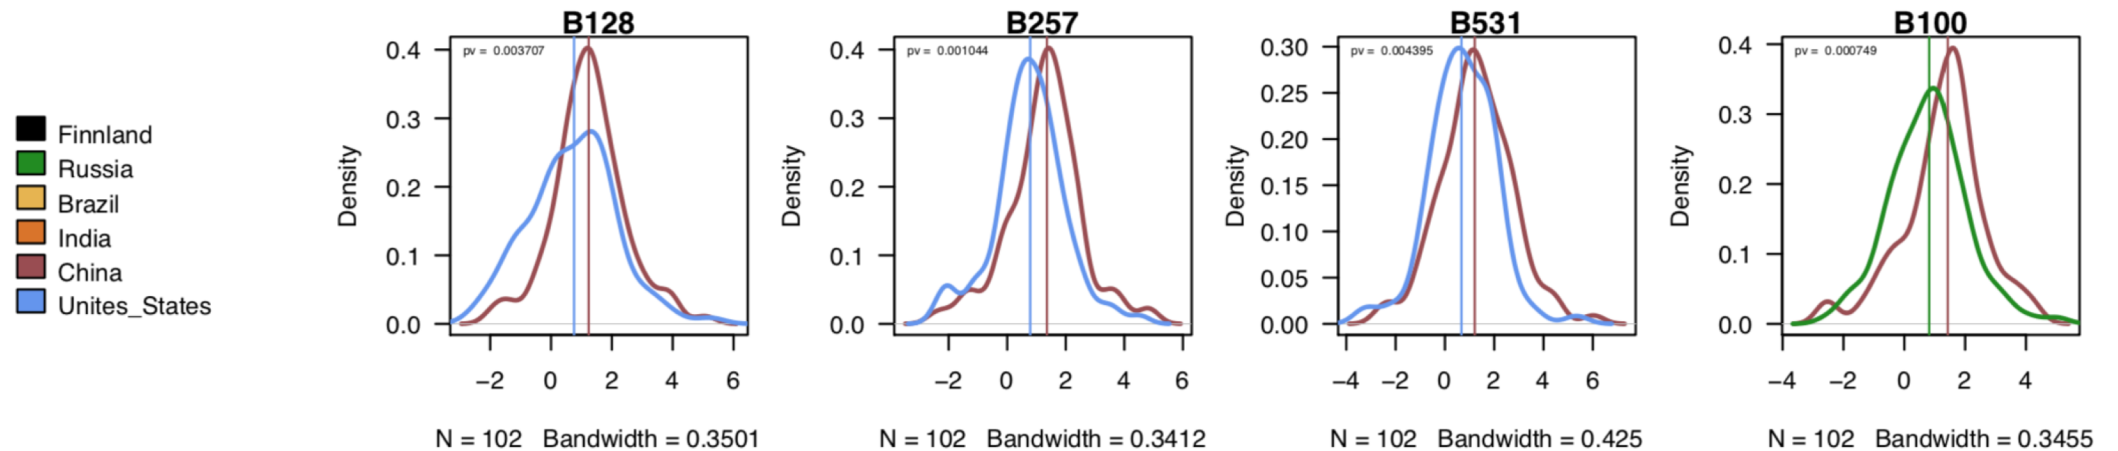 Finnland
Russia
Brazil
India
China
Unites_States
B128
pv = 0.003707
Density
0.4
0.3
0.2
0.1
0.0
−2 0 2 4 6
N = 102 Bandwidth = 0.3501
B257
pv = 0.001044
Density
0.4
0.3
0.2
0.1
0.0
−2 0 2 4 6
N = 102 Bandwidth = 0.3412
B531
pv = 0.004395
Density
0.30
0.25
0.20
0.15
0.10
0.05
0.00
−4 −2 0 2 4 6
N = 102 Bandwidth = 0.425
B100
pv = 0.000749
Density
0.4
0.3
0.2
0.1
0.0
−4 −2 0 2 4
N = 102 Bandwidth = 0.3455